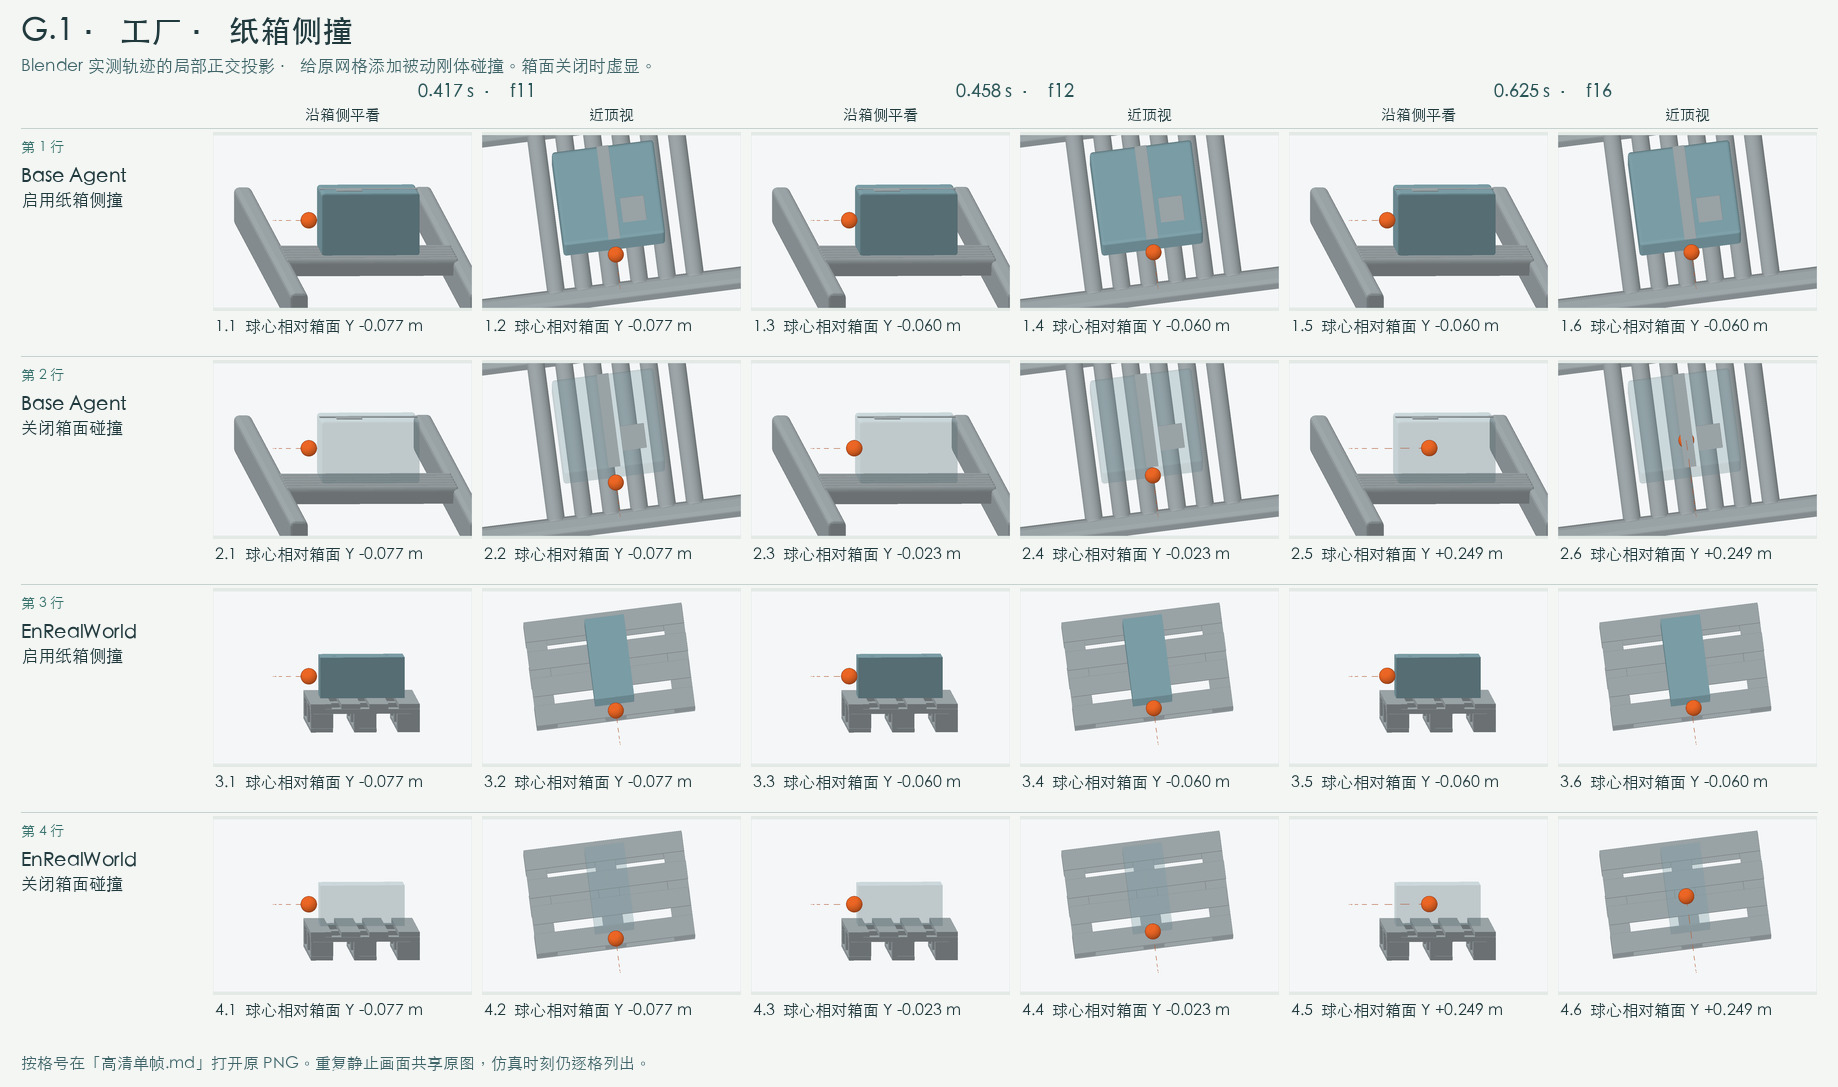 G.1 · 工厂 · 纸箱侧撞
Blender 实测轨迹的局部正交投影 · 给原网格添加被动刚体碰撞。箱面关闭时虚显。
0.417 s · f11
0.458 s · f12
0.625 s · f16
沿箱侧平看
近顶视
沿箱侧平看
近顶视
沿箱侧平看
近顶视
第 1 行
Base Agent
启用纸箱侧撞
1.1 球心相对箱面 Y -0.077 m
1.2 球心相对箱面 Y -0.077 m
1.3 球心相对箱面 Y -0.060 m
1.4 球心相对箱面 Y -0.060 m
1.5 球心相对箱面 Y -0.060 m
1.6 球心相对箱面 Y -0.060 m
第 2 行
Base Agent
关闭箱面碰撞
2.1 球心相对箱面 Y -0.077 m
2.2 球心相对箱面 Y -0.077 m
2.3 球心相对箱面 Y -0.023 m
2.4 球心相对箱面 Y -0.023 m
2.5 球心相对箱面 Y +0.249 m
2.6 球心相对箱面 Y +0.249 m
第 3 行
EnRealWorld
启用纸箱侧撞
3.1 球心相对箱面 Y -0.077 m
3.2 球心相对箱面 Y -0.077 m
3.3 球心相对箱面 Y -0.060 m
3.4 球心相对箱面 Y -0.060 m
3.5 球心相对箱面 Y -0.060 m
3.6 球心相对箱面 Y -0.060 m
第 4 行
EnRealWorld
关闭箱面碰撞
4.1 球心相对箱面 Y -0.077 m
4.2 球心相对箱面 Y -0.077 m
4.3 球心相对箱面 Y -0.023 m
4.4 球心相对箱面 Y -0.023 m
4.5 球心相对箱面 Y +0.249 m
4.6 球心相对箱面 Y +0.249 m
按格号在「高清单帧.md」打开原 PNG。重复静止画面共享原图，仿真时刻仍逐格列出。